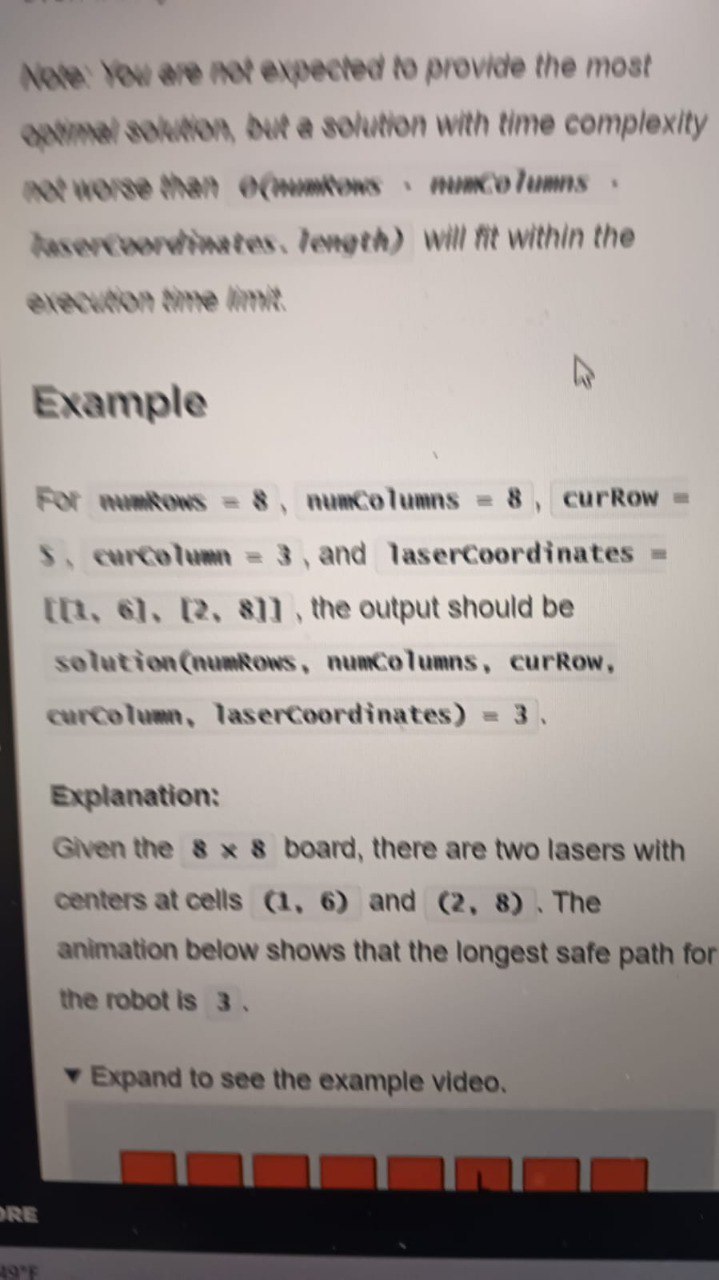 Note: You are not expected to provide the most
optimal solution, but a solution with time complexity
not worse than O(numRows · numColumns ·
laserCoordinates.length) will fit within the
execution time limit.
Example
For numRows = 8, numColumns = 8, curRow =
5, curColumn = 3, and laserCoordinates =
[[1, 6], [2, 8]], the output should be
solution(numRows, numColumns, curRow,
curColumn, laserCoordinates) = 3.
Explanation:
Given the 8 × 8 board, there are two lasers with
centers at cells (1, 6) and (2, 8). The
animation below shows that the longest safe path for
the robot is 3.
▼ Expand to see the example video.
ORE